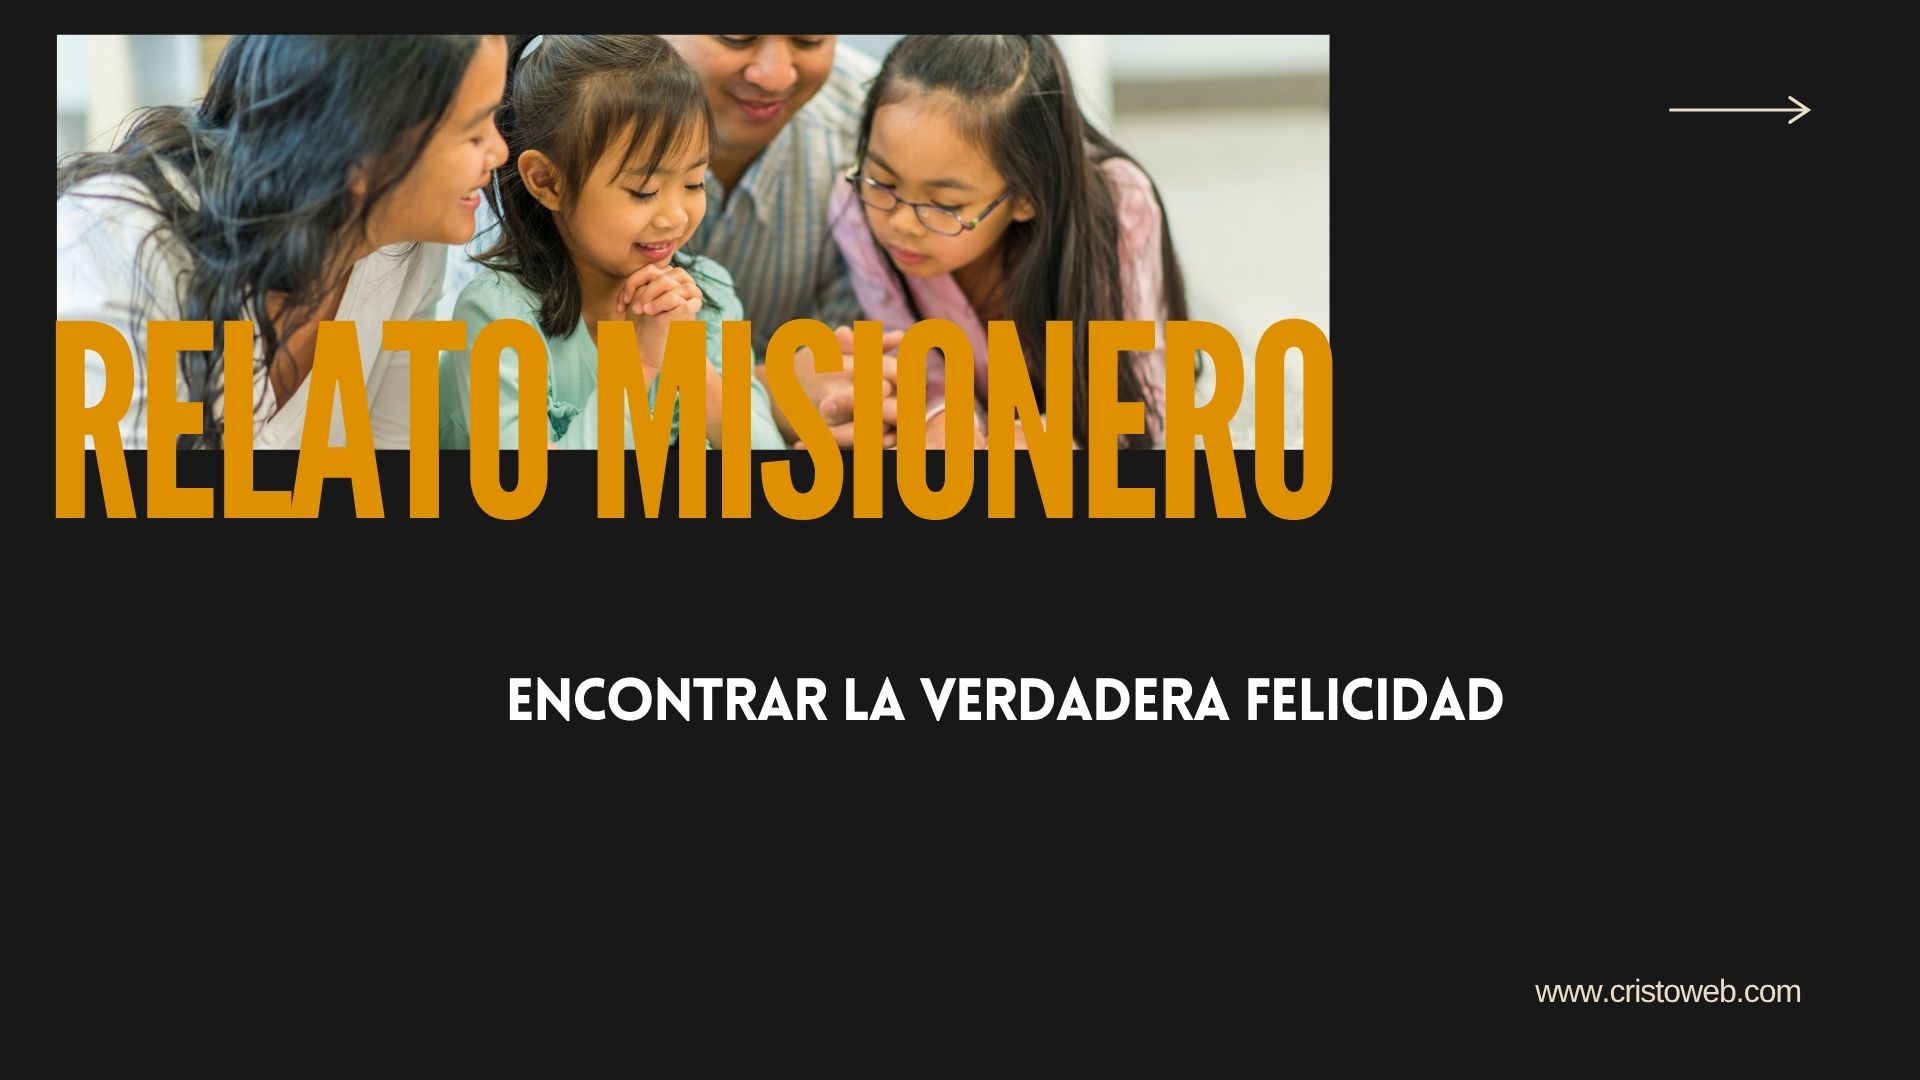 RELATO MISIONERO
ENCONTRAR LA VERDADERA FELICIDAD
www.cristoweb.com